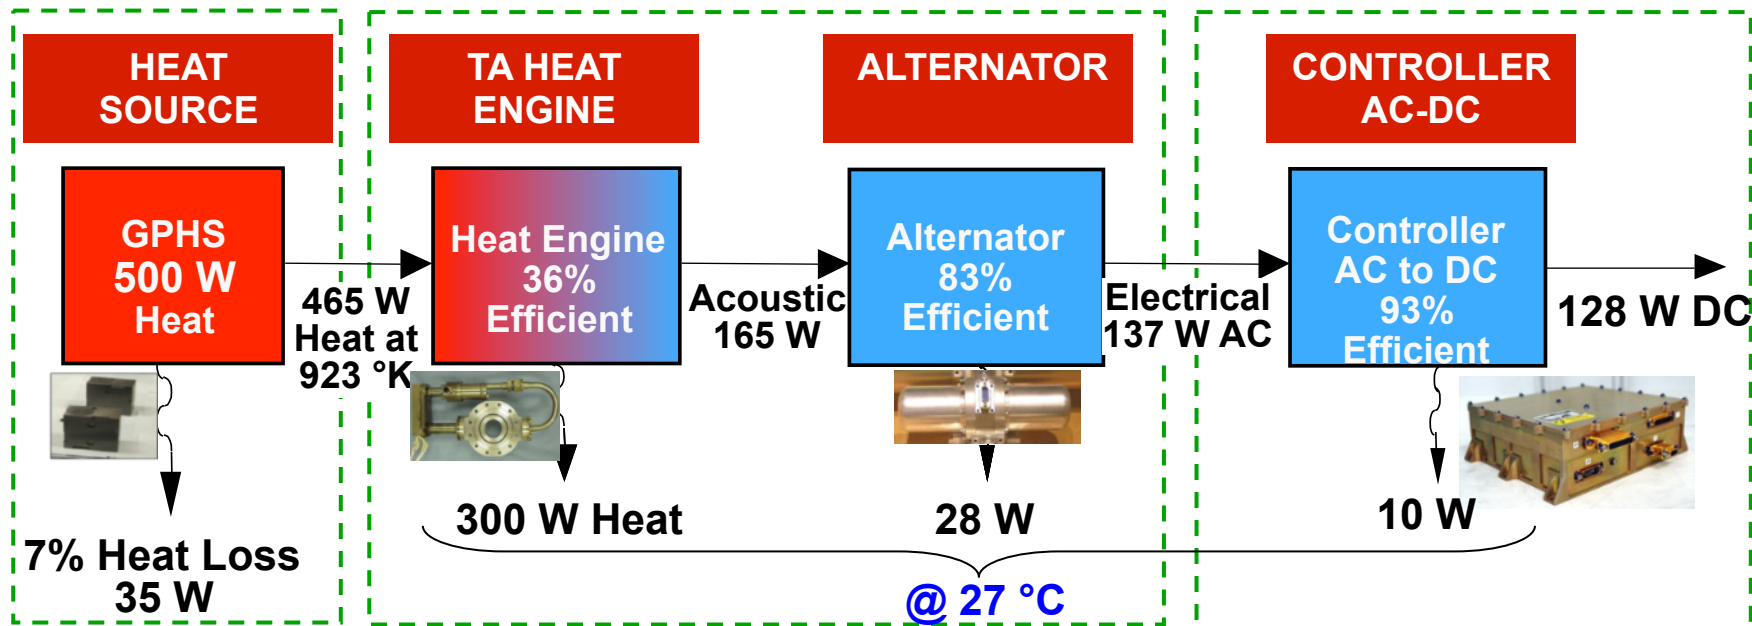 HEAT
SOURCE
TA HEAT
ENGINE
ALTERNATOR
CONTROLLER
AC-DC
GPHS
500 W
Heat
465 W
Heat at
923 °K
Heat Engine
36%
Efficient
Acoustic
165 W
Alternator
83%
Efficient
Electrical
137 W AC
Controller
AC to DC
93%
Efficient
128 W DC
7% Heat Loss
35 W
300 W Heat
28 W
10 W
@ 27 °C